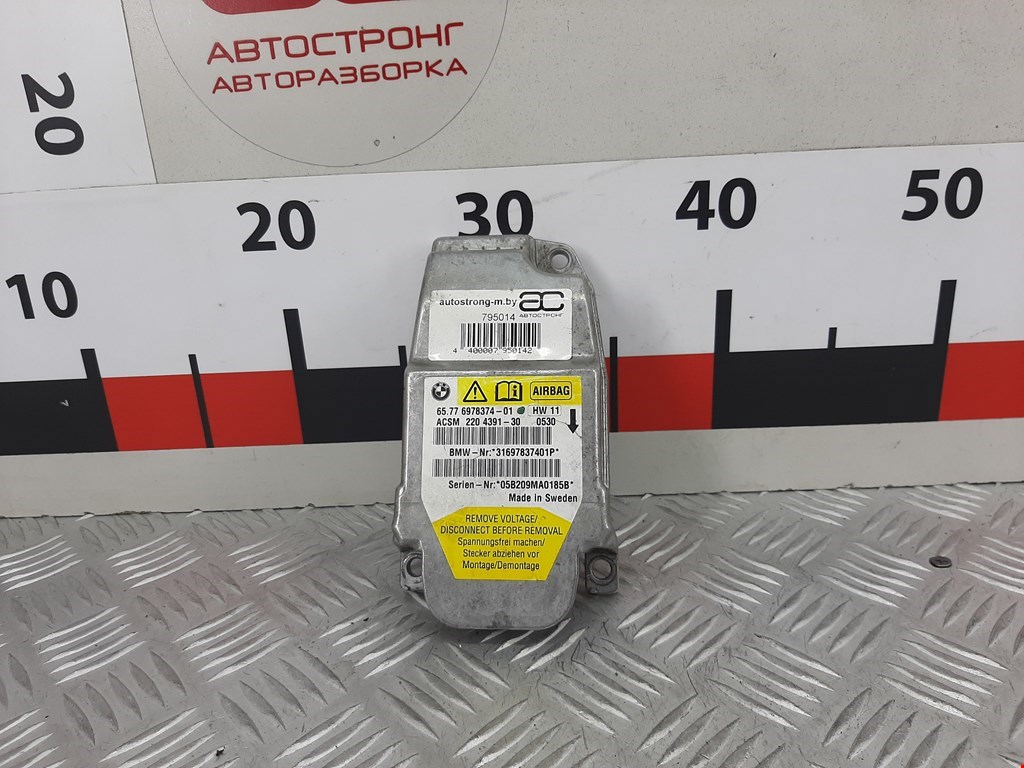 АВТОСТРОНГ
АВТОРАЗБОРКА
20
10
20
30
40
50
autostrong-m.by
АВТОСТРОНГ
795014
4 400007 950142
AIRBAG
65.77 6978374-01 HW 11
ACSM 220 4391-30 0530
BMW-Nr:*31697837401P*
Serien-Nr:*05B209MA0185B*
Made in Sweden
REMOVE VOLTAGE/
DISCONNECT BEFORE REMOVAL
Spannungsfrei machen/
Stecker abziehen vor
Montage/Demontage